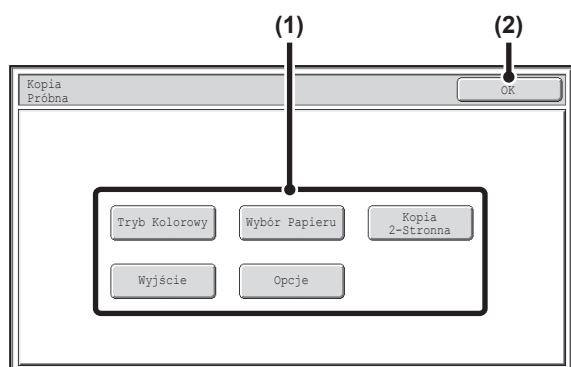 (1) (2)
Kopia
Próbna
OK
Tryb Kolorowy
Wybór Papieru
Kopia
2-Stronna
Wyjście
Opcje